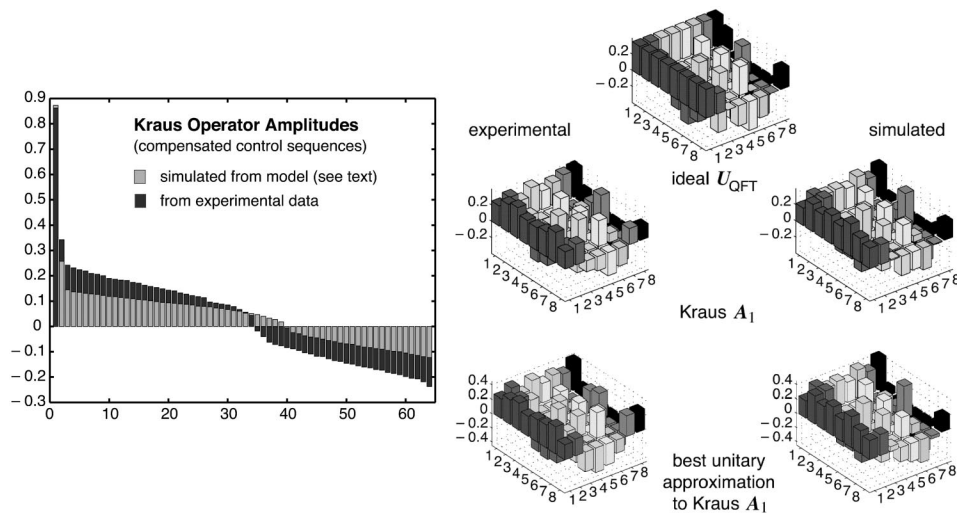 0.9
0.8
0.7
0.6
0.5
0.4
0.3
0.2
0.1
0
−0.1
−0.2
−0.3
0 10 20 30 40 50 60
Kraus Operator Amplitudes
(compensated control sequences)
simulated from model (see text)
from experimental data
0.2
0
−0.2
1 2 3 4 5 6 7 8
1 2 3 4 5 6 7 8
ideal U_QFT
experimental
simulated
0.2
0
−0.2
1 2 3 4 5 6 7 8
1 2 3 4 5 6 7 8
0.2
0
−0.2
1 2 3 4 5 6 7 8
1 2 3 4 5 6 7 8
Kraus A₁
0.4
0.2
0
−0.2
−0.4
1 2 3 4 5 6 7 8
1 2 3 4 5 6 7 8
0.4
0.2
0
−0.2
−0.4
1 2 3 4 5 6 7 8
1 2 3 4 5 6 7 8
best unitary
approximation
to Kraus A₁